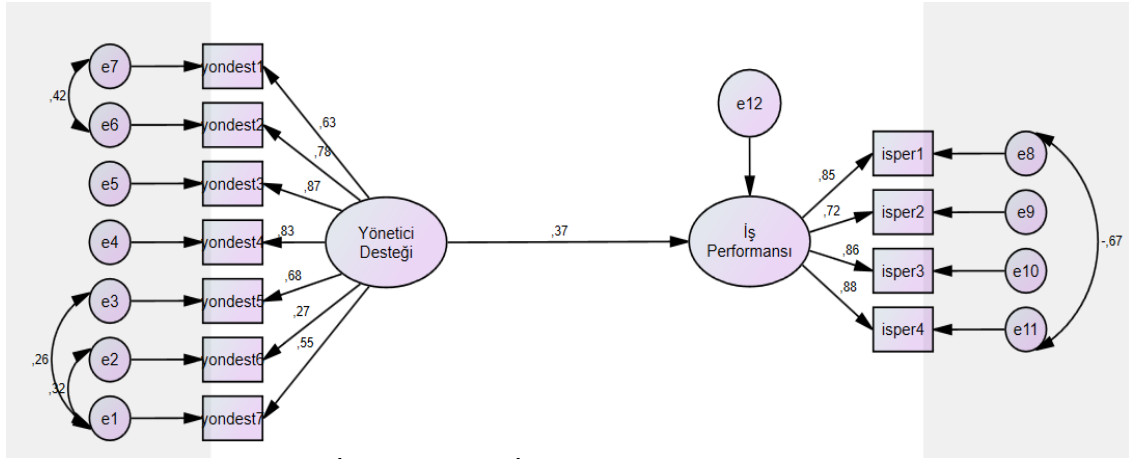 e7
yondest1
,42
e6
yondest2
,63
,78
e5
yondest3
,87
e4
yondest4
,83
Yönetici
Desteği
,68
e3
yondest5
,27
,26
e2
yondest6
,55
,32
e1
yondest7
,37
e12
İş
Performansı
,85
isper1
e8
,72
isper2
e9
-,67
,86
isper3
e10
,88
isper4
e11